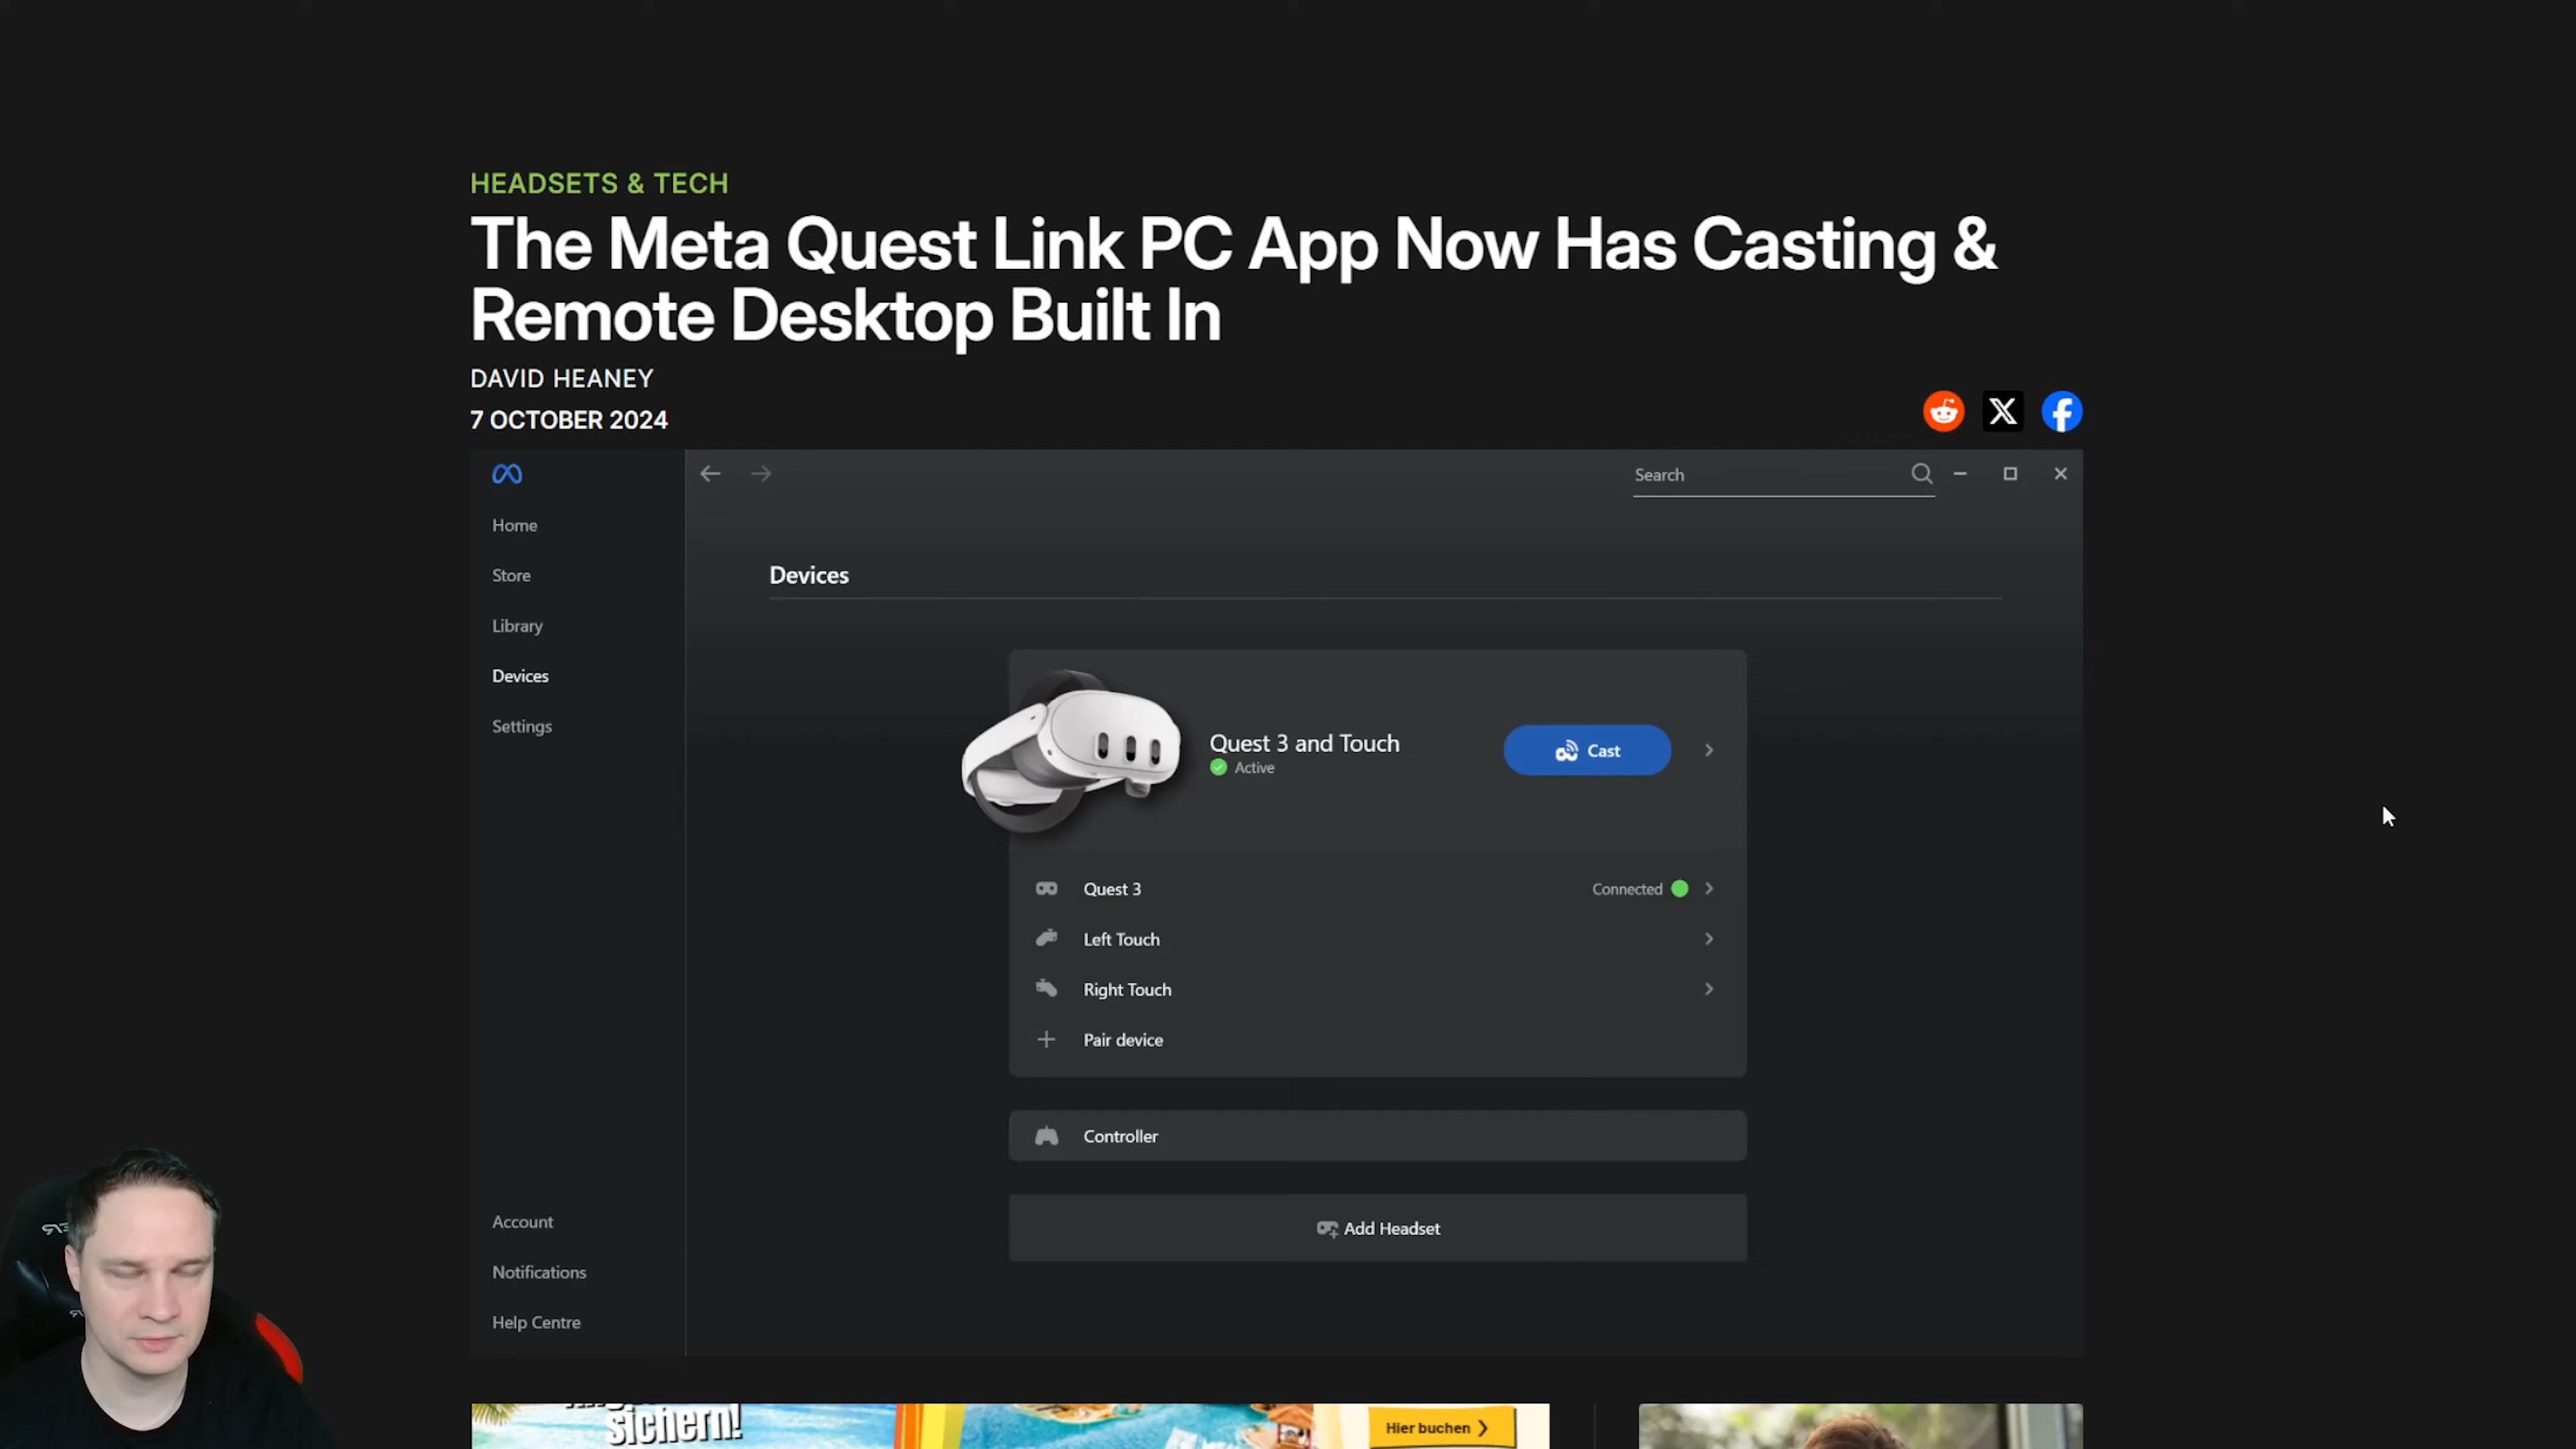 HEADSETS & TECH
The Meta Quest Link PC App Now Has Casting &
Remote Desktop Built In
DAVID HEANEY
7 OCTOBER 2024
Search
Home
Store
Library
Devices
Settings
Devices
Quest 3 and Touch
Active
Cast
Quest 3
Connected
Left Touch
Right Touch
Pair device
Controller
Add Headset
Account
Notifications
Help Centre
sichern!
Hier buchen